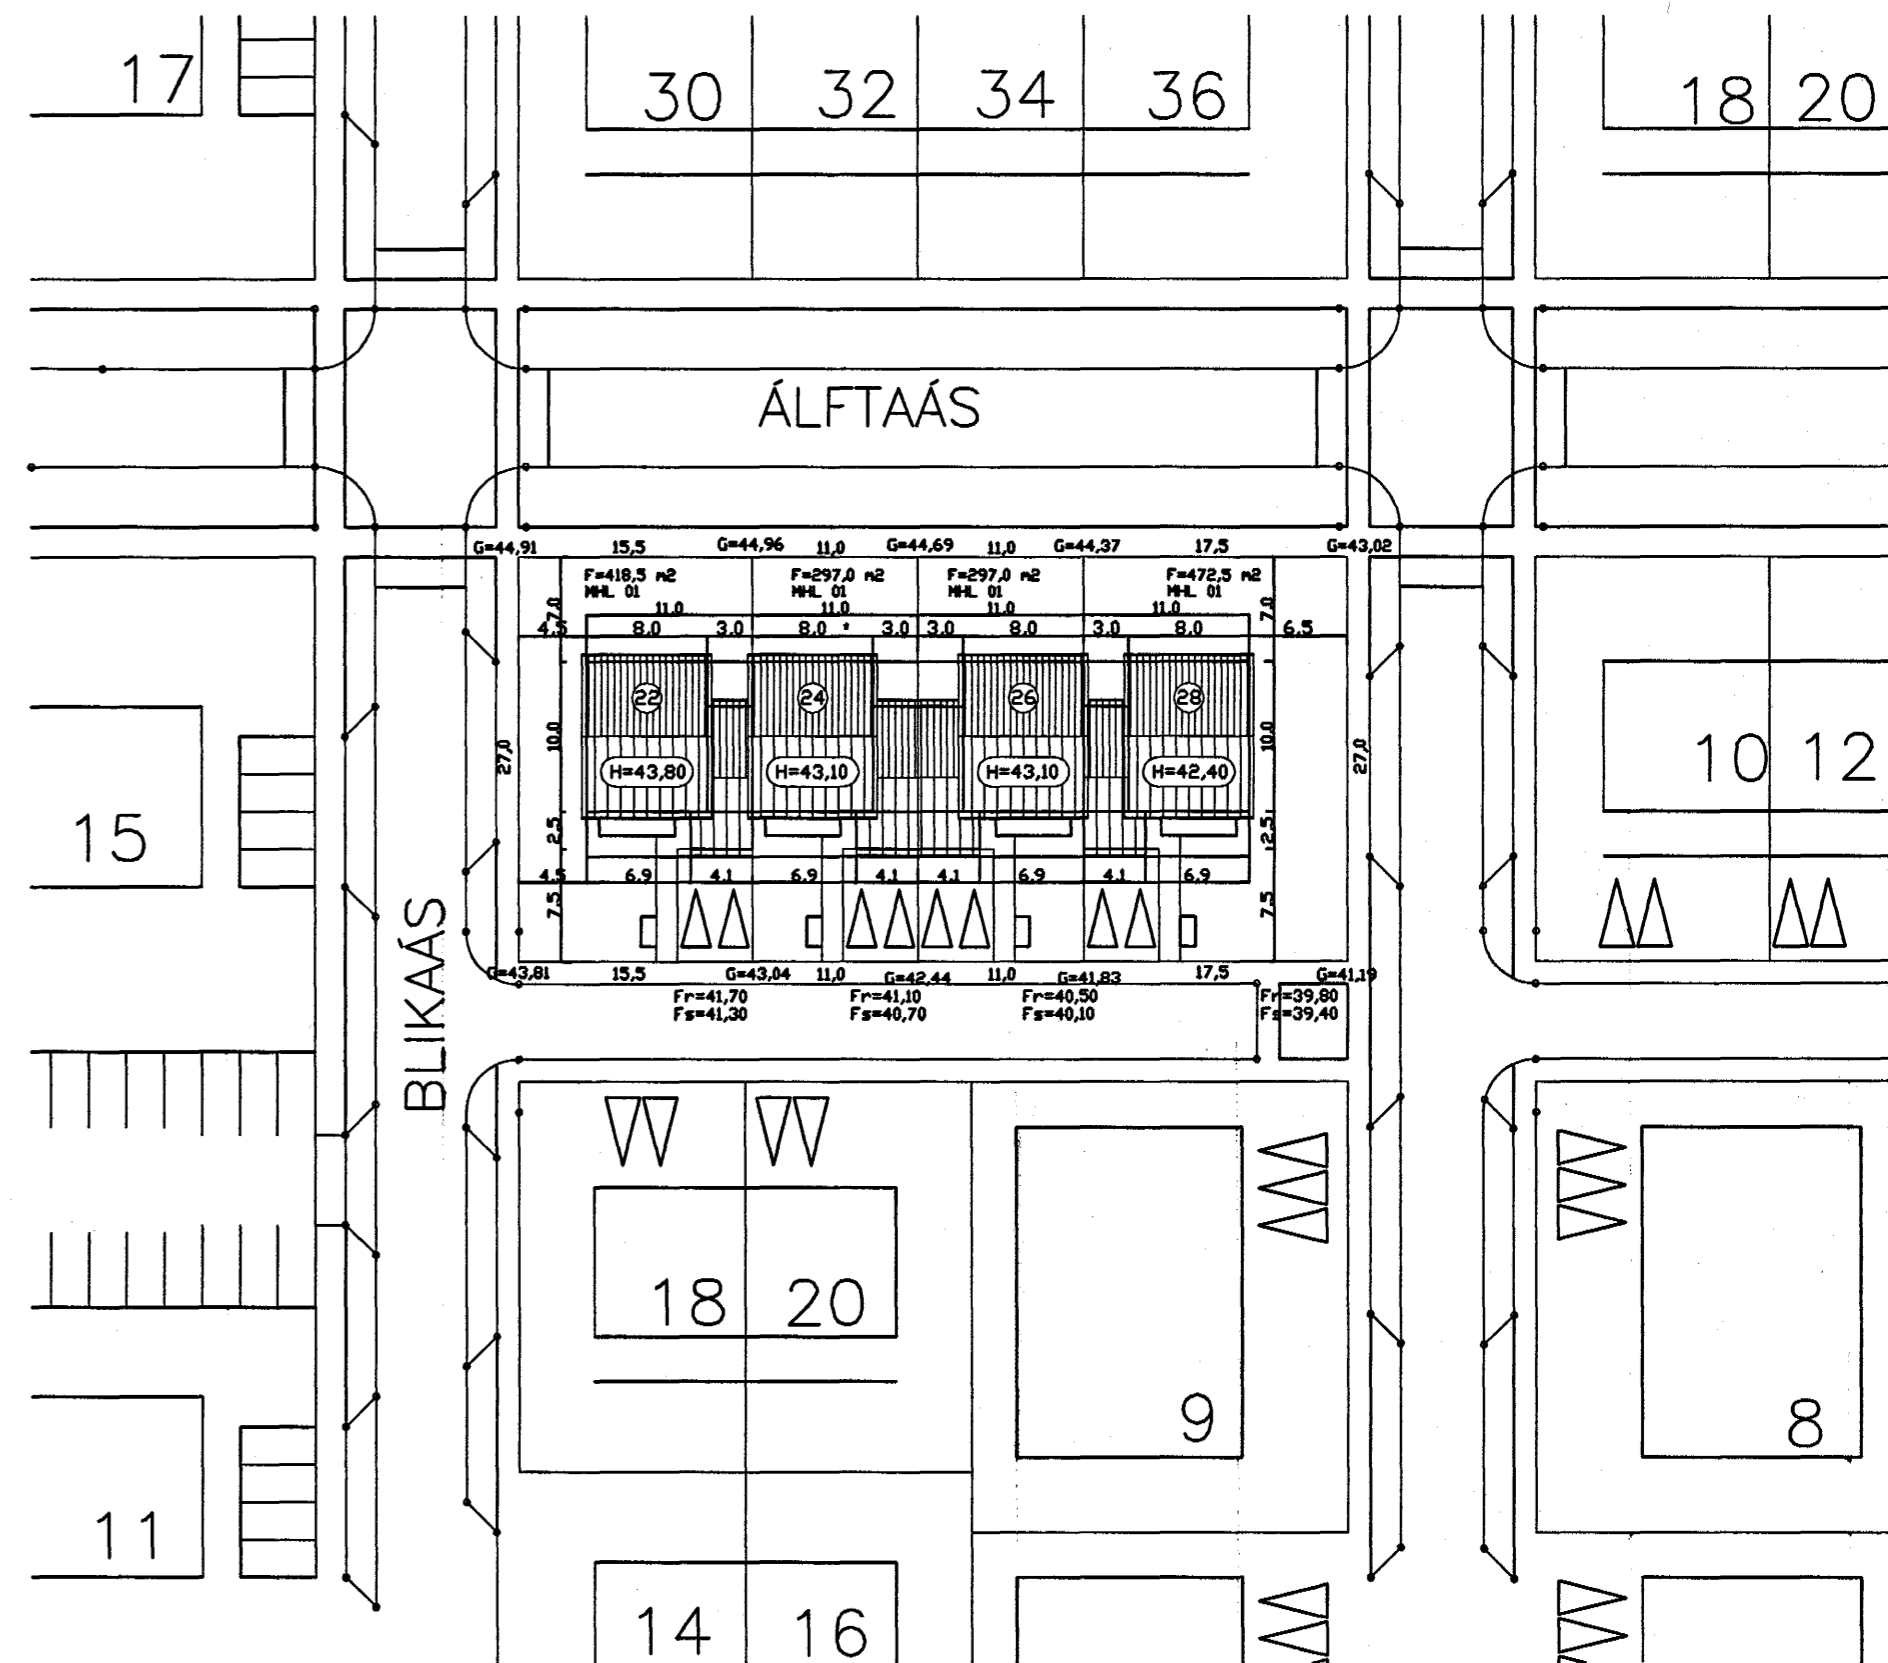 17
30 32 34 36
18 20
ÁLFTAÁS
G=44,91 15,5 G=44,96 11,0 G=44,69 11,0 G=44,37 17,5 G=43,02
F=418,5 m2 F=297,0 m2 F=297,0 m2 F=472,5 m2
MHL 01 MHL 01 MHL 01 MHL 01
7,0 11,0 11,0 11,0 11,0 7,0
4,5 8,0 3,0 8,0 3,0 3,0 8,0 3,0 8,0 6,5
22 24 26 28
27,0 10,0 10,0 27,0
H=43,80 H=43,10 H=43,10 H=42,40
10 12
15
2,5 2,5
4,5 6,9 4,1 6,9 4,1 4,1 6,9 4,1 6,9
7,5 7,5
BLIKAÁS
G=43,81 15,5 G=43,04 11,0 G=42,44 11,0 G=41,83 17,5 G=41,19
Fr=41,70 Fr=41,10 Fr=40,50 Fr=39,80
Fs=41,30 Fs=40,70 Fs=40,10 Fs=39,40
18 20
9
8
11
14 16